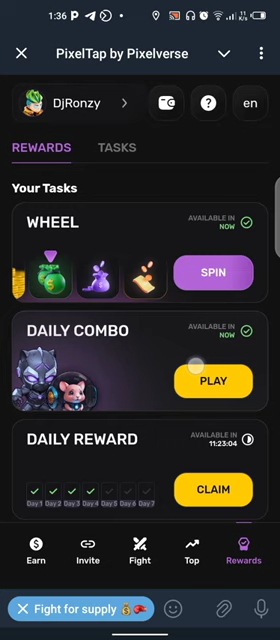 1:36
11 K/s
PixelTap by Pixelverse
DjRonzy
en
REWARDS
TASKS
Your Tasks
WHEEL
AVAILABLE IN
NOW
SPIN
DAILY COMBO
AVAILABLE IN
NOW
PLAY
DAILY REWARD
AVAILABLE IN
11:23:04
CLAIM
Day 1 Day 2 Day 3 Day 4 Day 5 Day 6 Day 7
Earn
Invite
Fight
Top
Rewards
Fight for supply